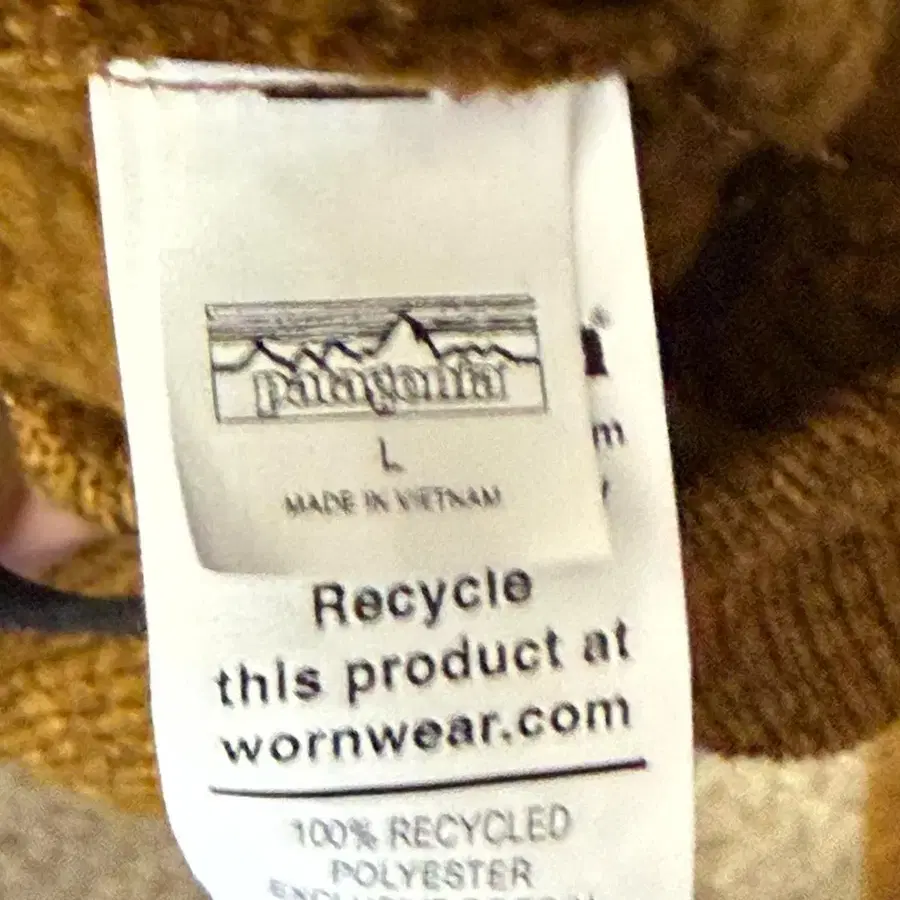 patagonia
L
MADE IN VIETNAM
m
Recycle
this product at
wornwear.com
100% RECYCLED
POLYESTER